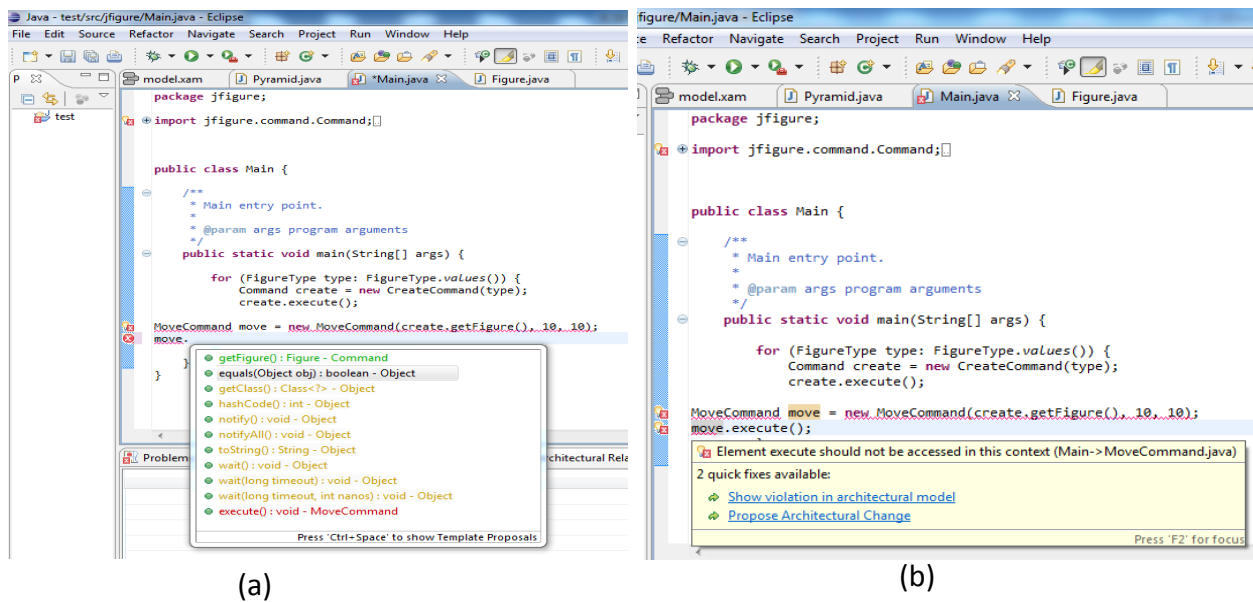 Java - test/src/jfigure/Main.java - Eclipse
File Edit Source Refactor Navigate Search Project Run Window Help
P
model.xam Pyramid.java *Main.java Figure.java
test
package jfigure;
import jfigure.command.Command;
public class Main {
/**
* Main entry point.
*
* @param args program arguments
*/
public static void main(String[] args) {
for (FigureType type: FigureType.values()) {
Command create = new CreateCommand(type);
create.execute();
MoveCommand move = new MoveCommand(create.getFigure(), 10, 10);
move.
}
}
getFigure() : Figure - Command
equals(Object obj) : boolean - Object
getClass() : Class<?> - Object
hashCode() : int - Object
notify() : void - Object
notifyAll() : void - Object
toString() : String - Object
wait() : void - Object
wait(long timeout) : void - Object
wait(long timeout, int nanos) : void - Object
execute() : void - MoveCommand
Press 'Ctrl+Space' to show Template Proposals
Problem
chitectural Rela
(a)
figure/Main.java - Eclipse
ce Refactor Navigate Search Project Run Window Help
model.xam Pyramid.java Main.java Figure.java
package jfigure;
import jfigure.command.Command;
public class Main {
/**
* Main entry point.
*
* @param args program arguments
*/
public static void main(String[] args) {
for (FigureType type: FigureType.values()) {
Command create = new CreateCommand(type);
create.execute();
MoveCommand move = new MoveCommand(create.getFigure(), 10, 10);
move.execute();
Element execute should not be accessed in this context (Main->MoveCommand.java)
2 quick fixes available:
Show violation in architectural model
Propose Architectural Change
Press 'F2' for focus
(b)